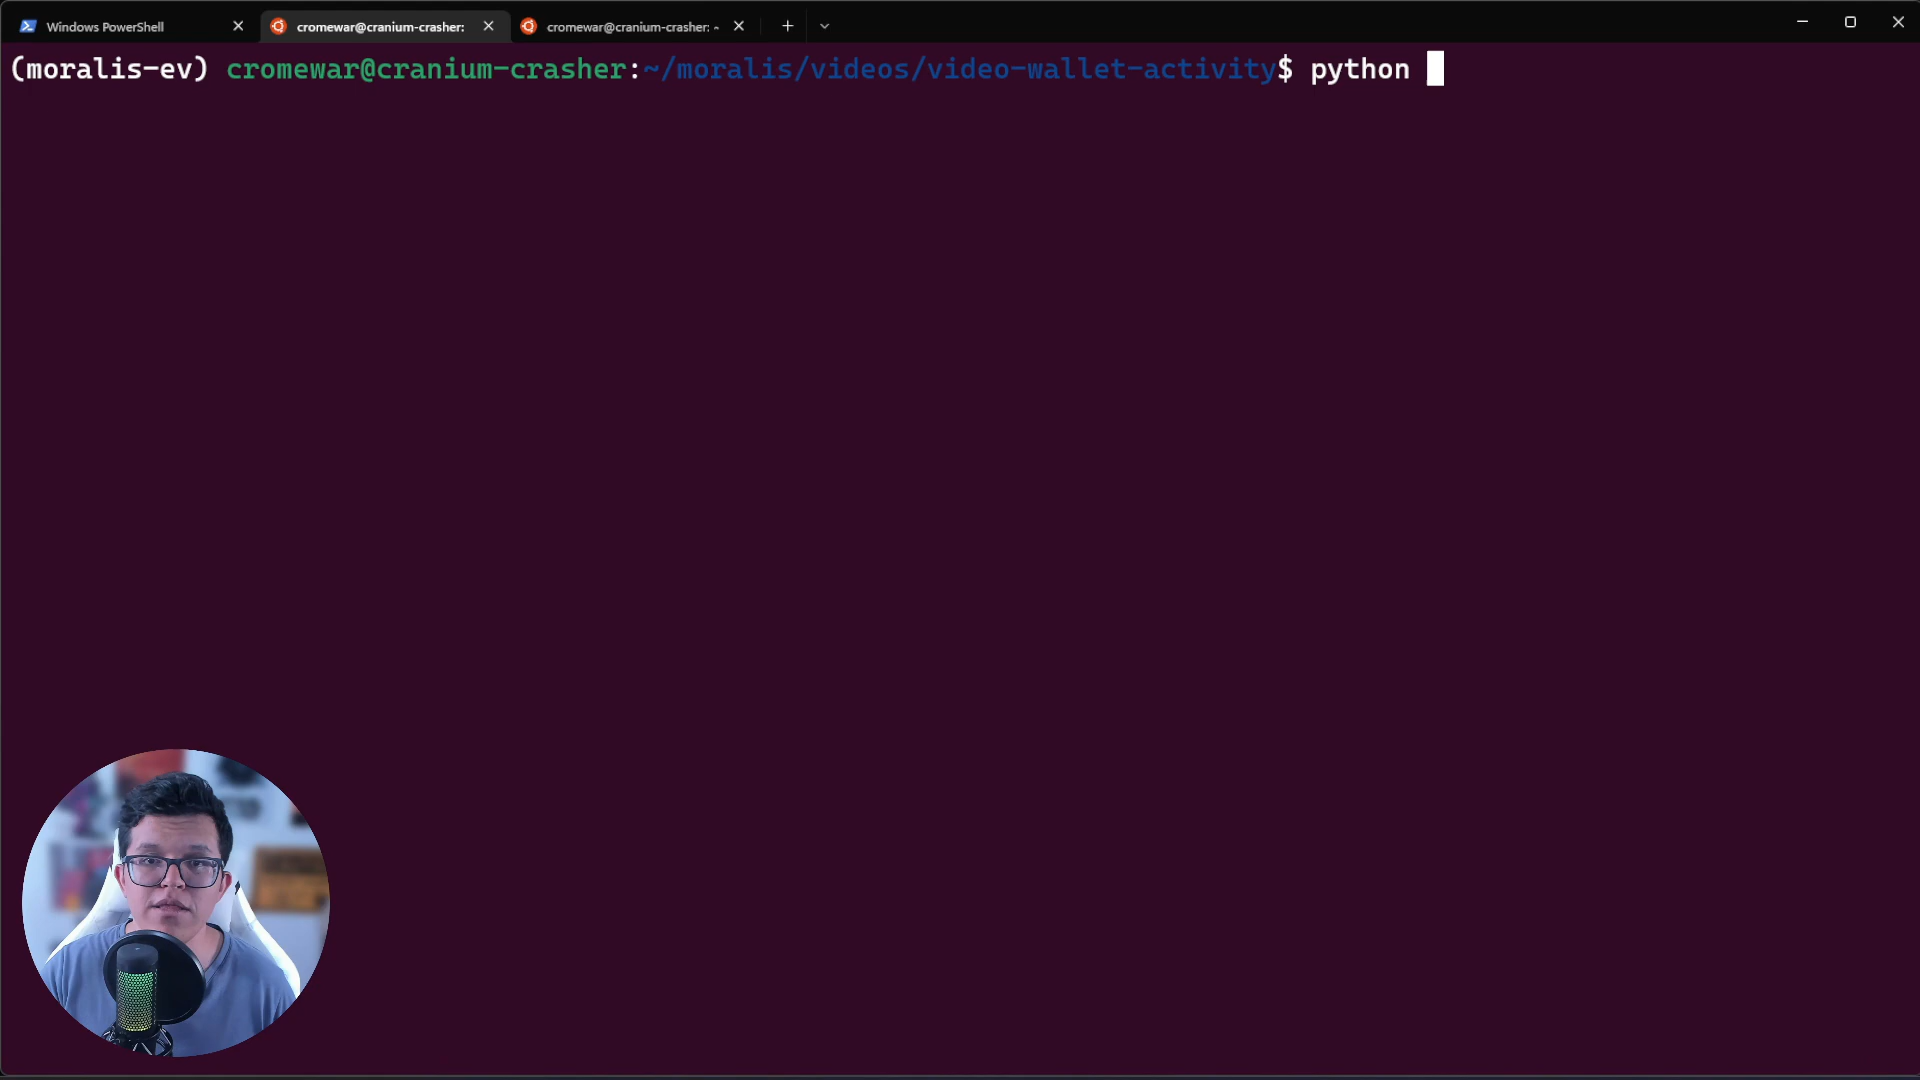 Windows PowerShell
cromewar@cranium-crasher:
cromewar@cranium-crasher: ~
(moralis-ev) cromewar@cranium-crasher:~/moralis/videos/video-wallet-activity$ python